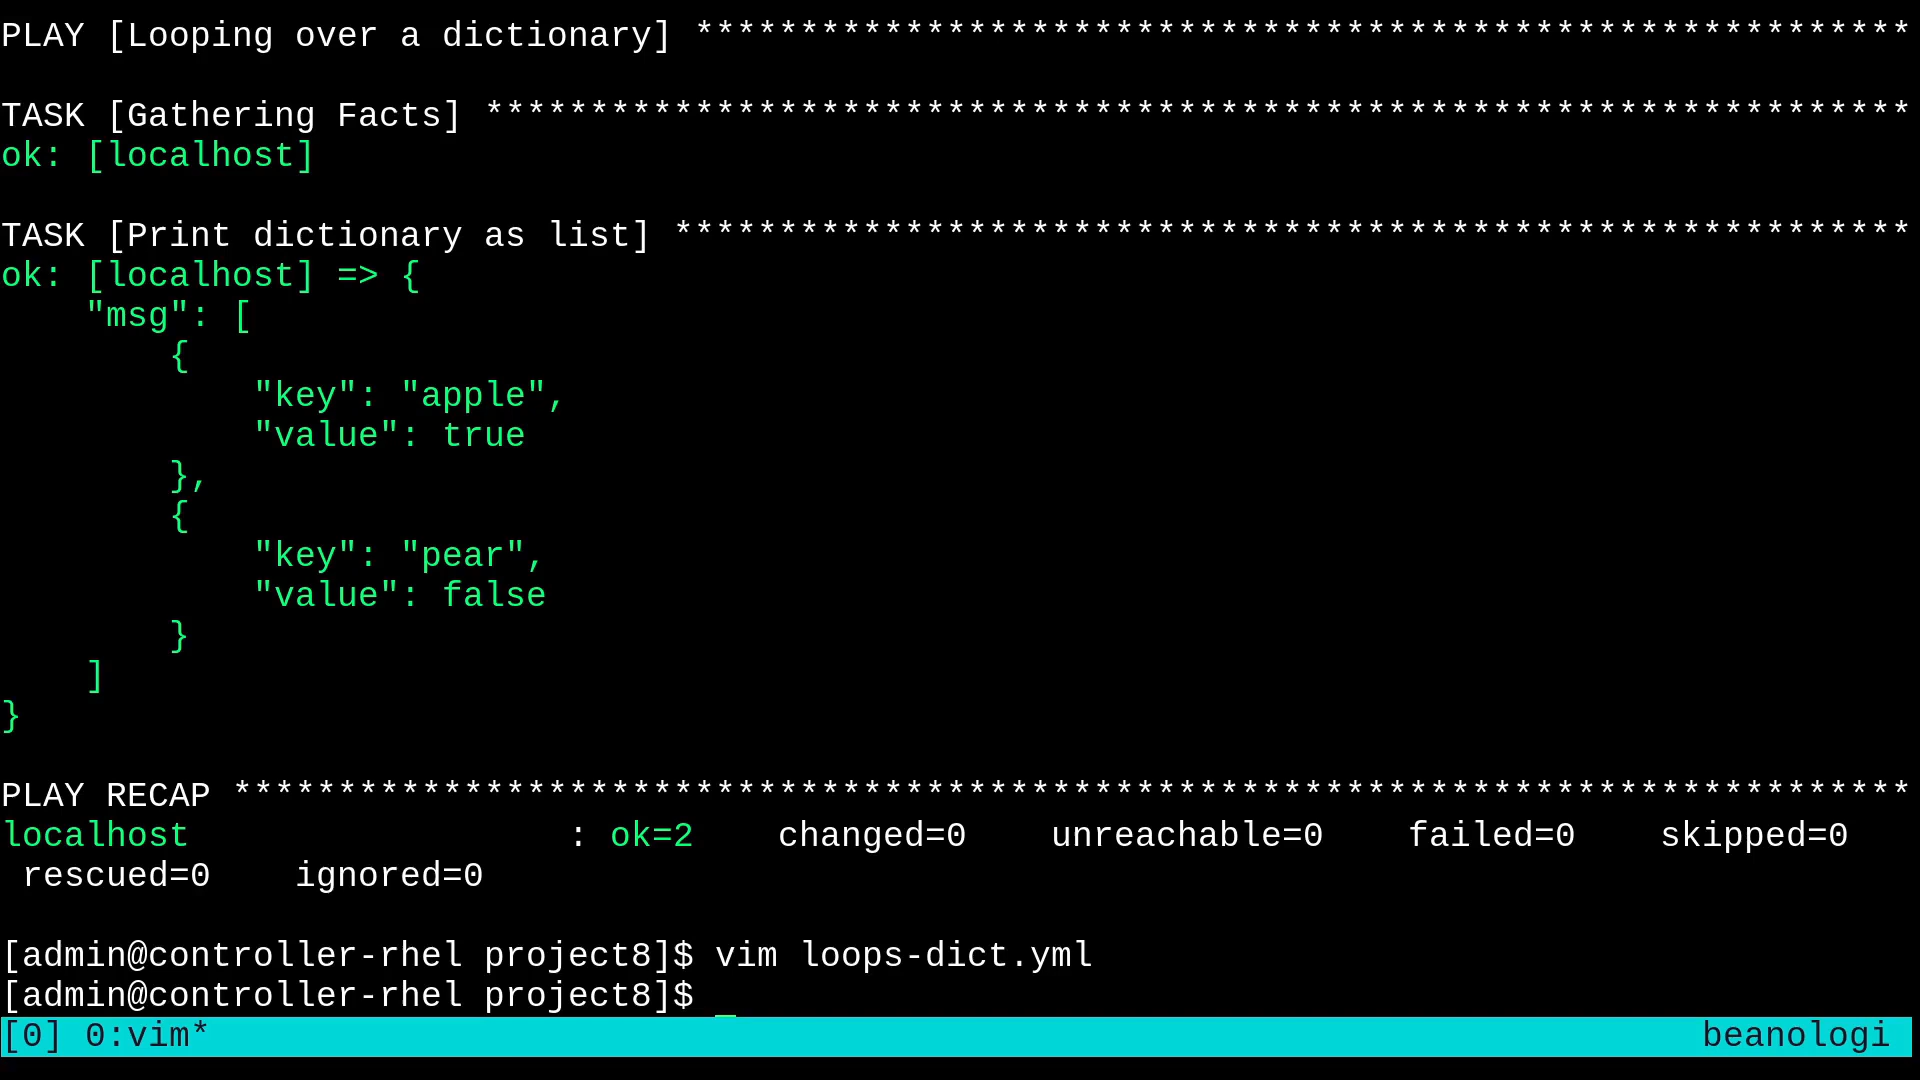 PLAY [Looping over a dictionary] **********************************************************
TASK [Gathering Facts] ********************************************************************
ok: [localhost]
TASK [Print dictionary as list] ***********************************************************
ok: [localhost] => {
    "msg": [
        {
            "key": "apple",
            "value": true
        },
        {
            "key": "pear",
            "value": false
        }
    ]
}
PLAY RECAP ********************************************************************************
localhost                  : ok=2    changed=0    unreachable=0    failed=0    skipped=0
 rescued=0    ignored=0
[admin@controller-rhel project8]$ vim loops-dict.yml
[admin@controller-rhel project8]$
[0] 0:vim* beanologi